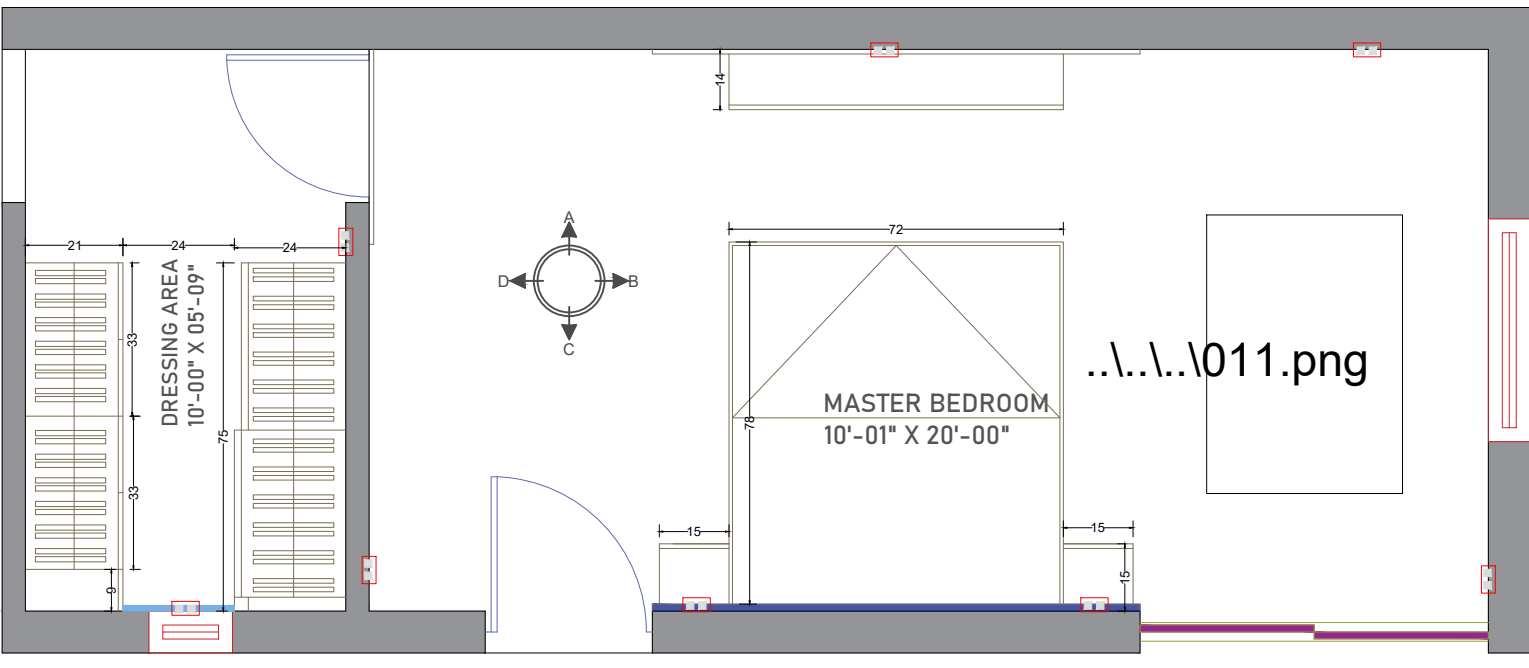 14
A
D
B
C
72
21
24
24
DRESSING AREA
10'-00" X 05'-09"
33
33
75
9
..\..\..\011.png
MASTER BEDROOM
10'-01" X 20'-00"
78
15
15
15